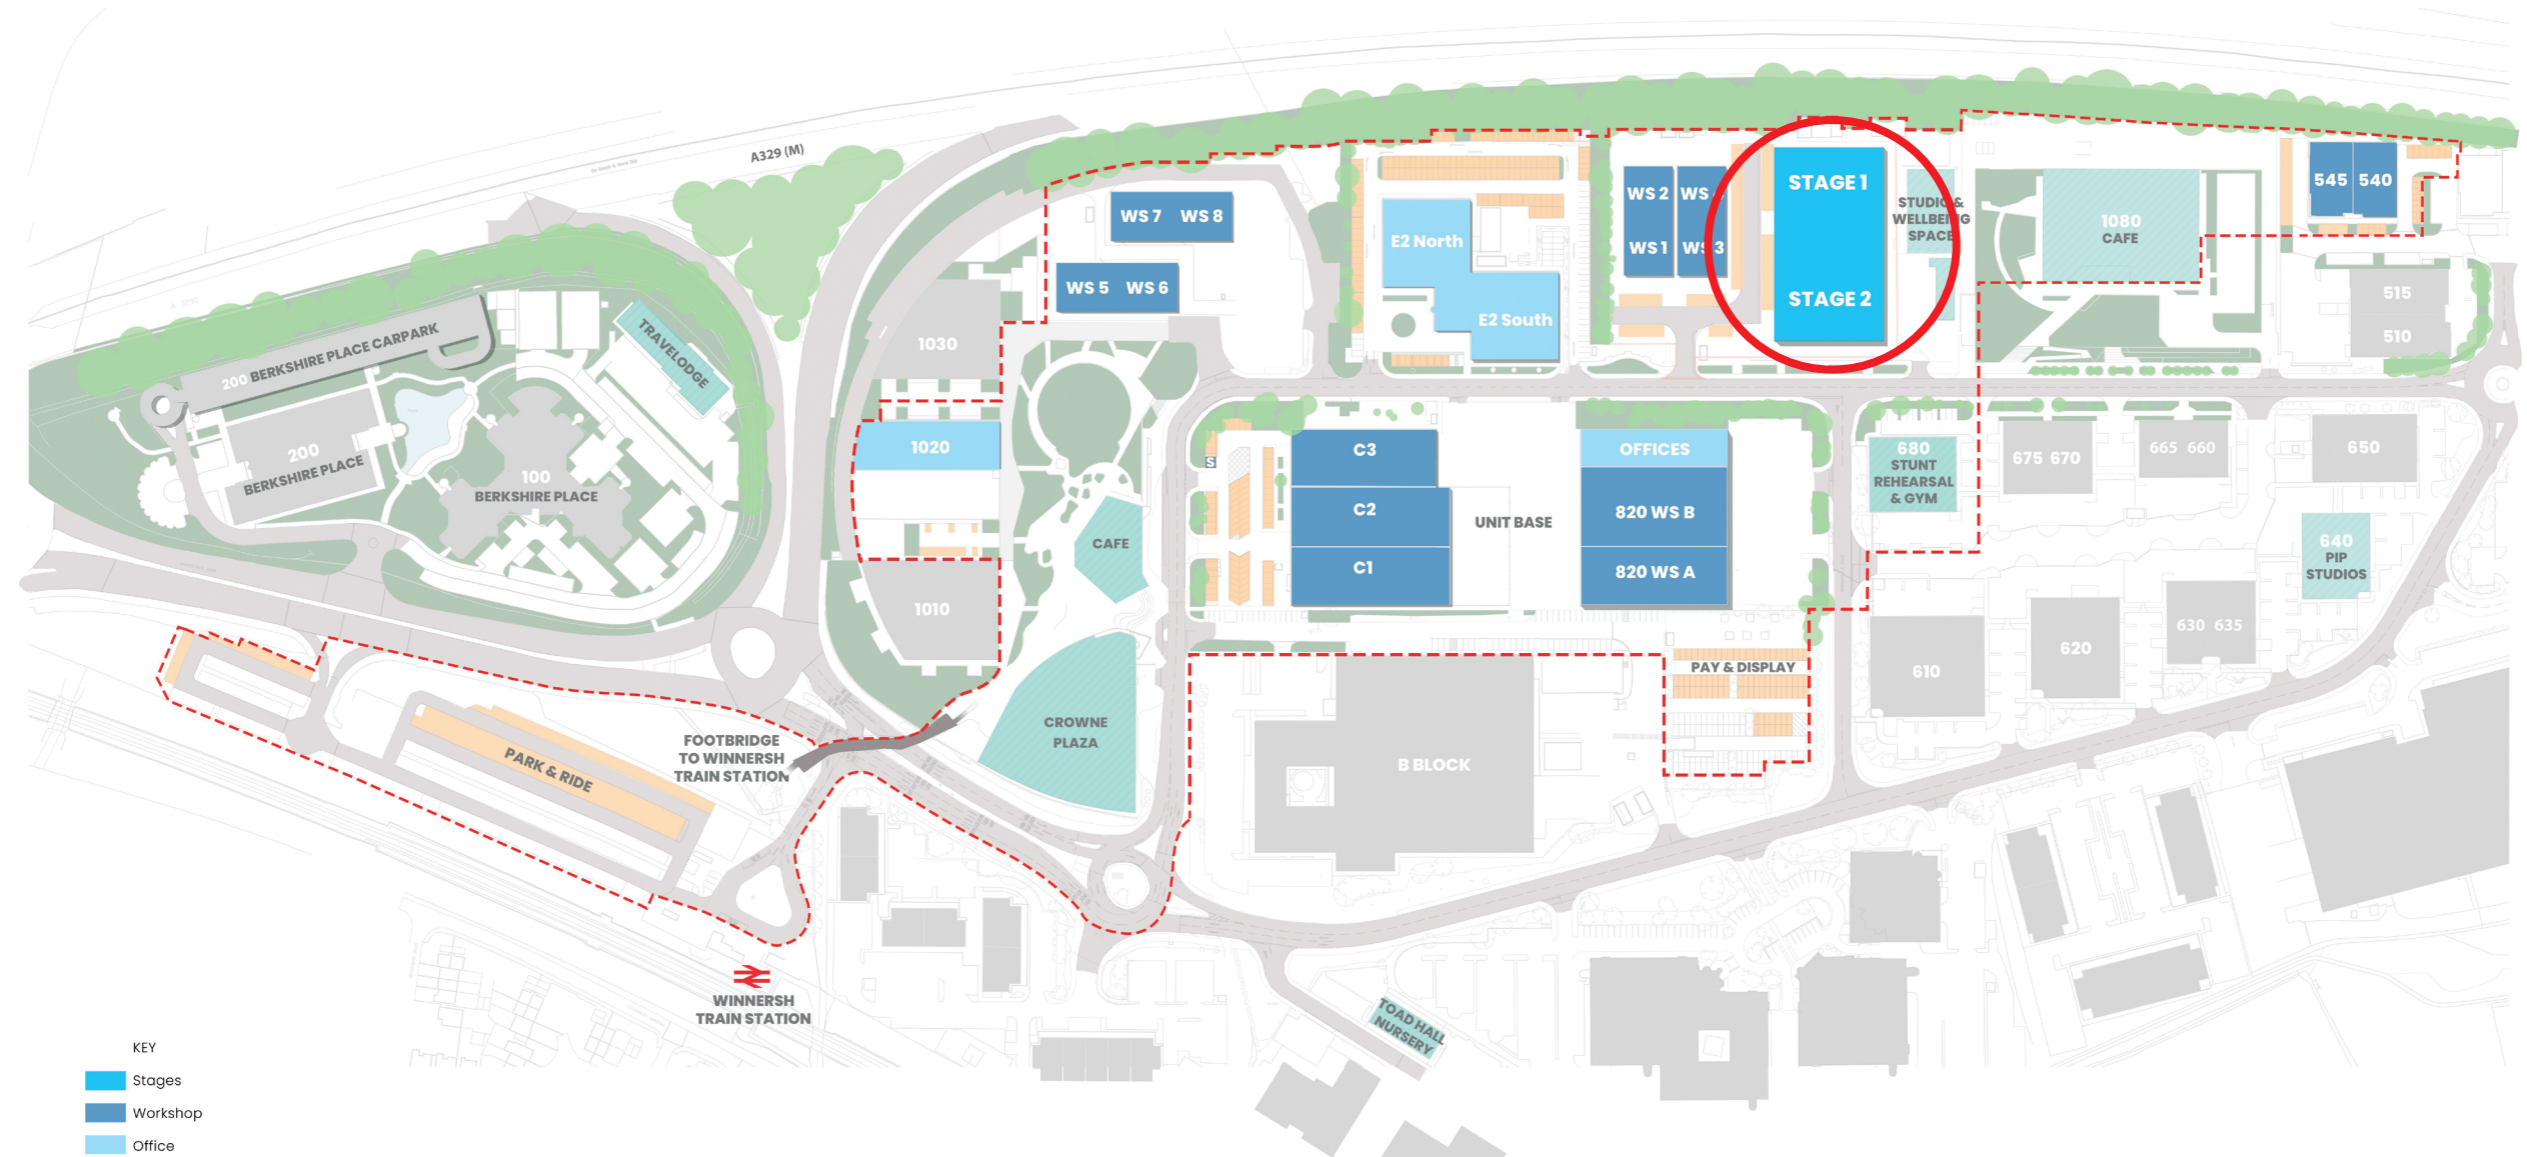 A329 (M)
STAGE 1
STAGE 2
WS 2
WS
WS 1
WS 3
STUDIO &
WELLBEING
SPACE
1080
CAFE
545
540
WS 7
WS 8
WS 5
WS 6
E2 North
E2 South
515
510
1030
TRAVELODGE
200 BERKSHIRE PLACE CARPARK
200
BERKSHIRE PLACE
100
BERKSHIRE PLACE
1020
C3
C2
C1
UNIT BASE
OFFICES
820 WS B
820 WS A
680
STUNT
REHEARSAL
& GYM
675 670
665 660
650
CAFE
640
PIP
STUDIOS
1010
610
620
630 635
PAY & DISPLAY
S
CROWNE
PLAZA
B BLOCK
FOOTBRIDGE
TO WINNERSH
TRAIN STATION
PARK & RIDE
WINNERSH
TRAIN STATION
TOAD HALL
NURSERY
KEY
Stages
Workshop
Office